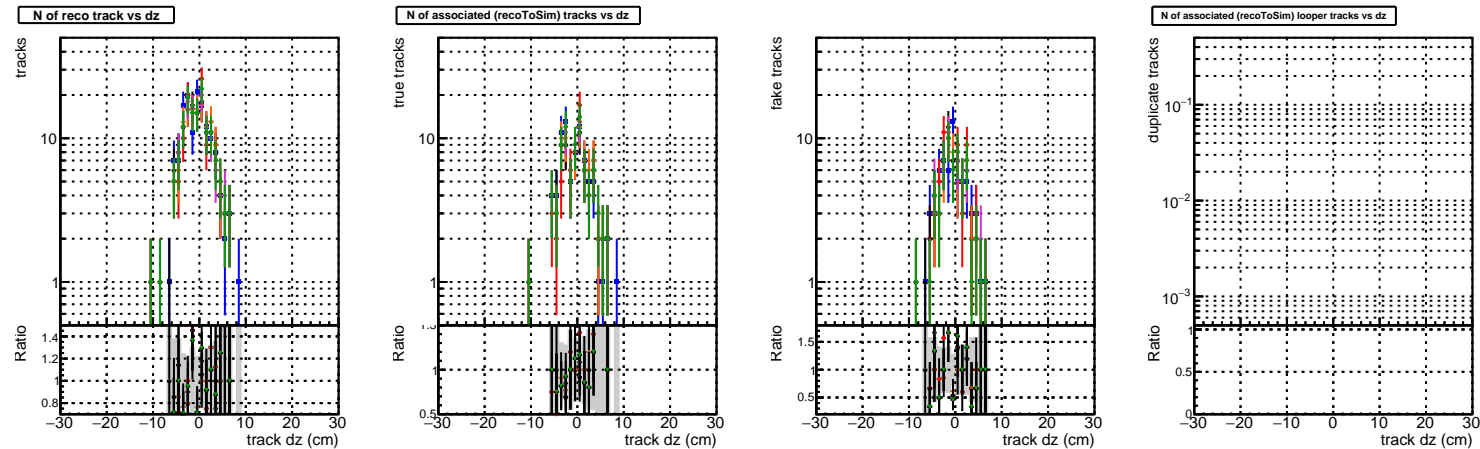 N of reco track vs dz
tracks
10
1
Ratio
1.4
1.2
1
0.8
−30 −20 −10 0 10 20 30
track dz (cm)
N of associated (recoToSim) tracks vs dz
true tracks
10
1
Ratio
1
0.5
−30 −20 −10 0 10 20 30
track dz (cm)
fake tracks
10
1
Ratio
1.5
1
0.5
−30 −20 −10 0 10 20 30
track dz (cm)
N of associated (recoToSim) looper tracks vs dz
duplicate tracks
10−1
10−2
10−3
Ratio
1
0.5
0
−30 −20 −10 0 10 20 30
track dz (cm)